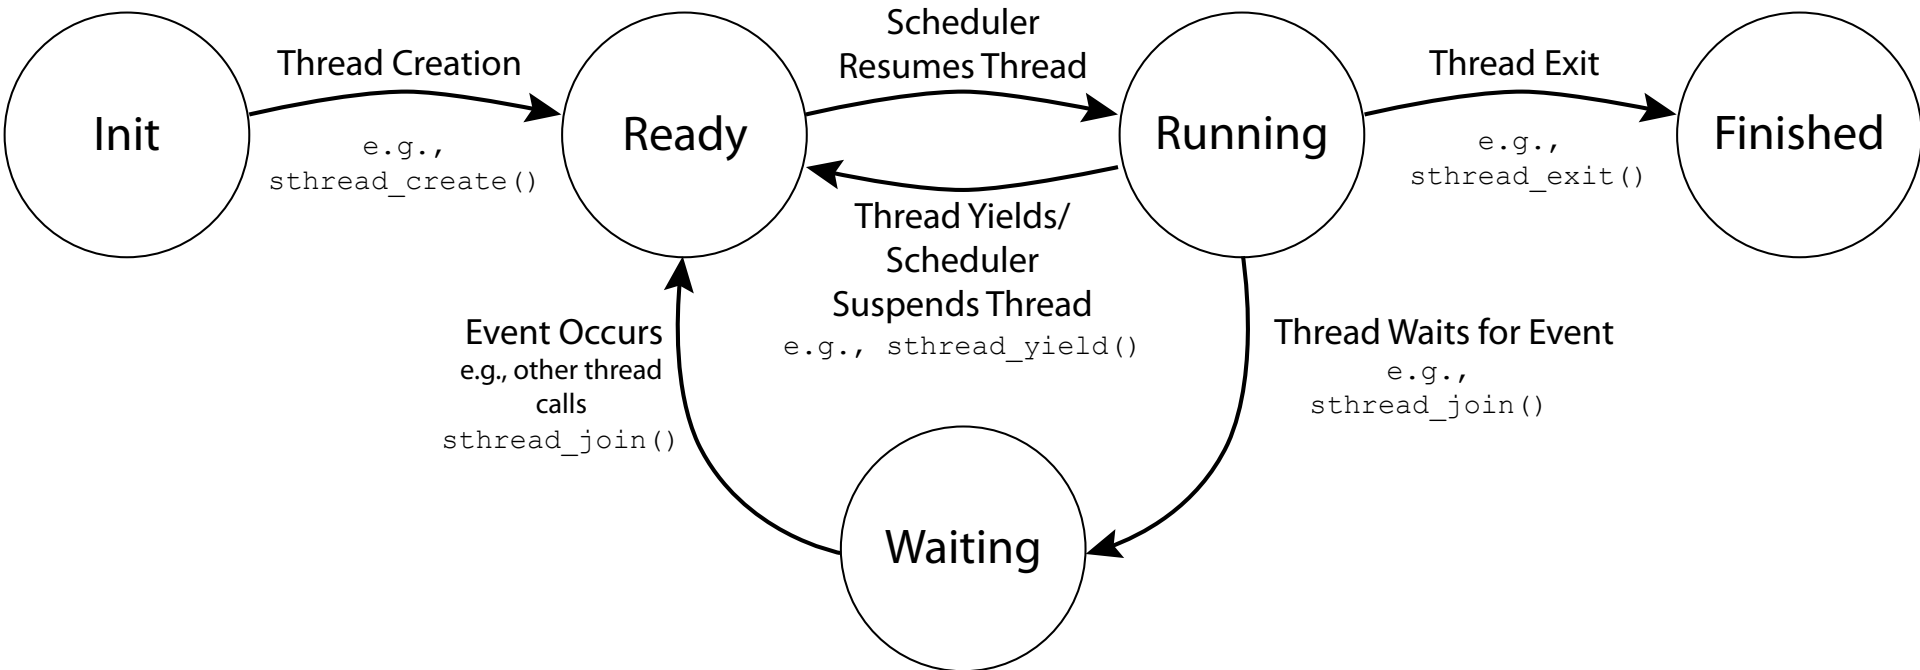 Init
Thread Creation
e.g.,
sthread_create()
Ready
Scheduler
Resumes Thread
Thread Yields/
Scheduler
Suspends Thread
e.g., sthread_yield()
Running
Thread Exit
e.g.,
sthread_exit()
Finished
Event Occurs
e.g., other thread
calls
sthread_join()
Thread Waits for Event
e.g.,
sthread_join()
Waiting